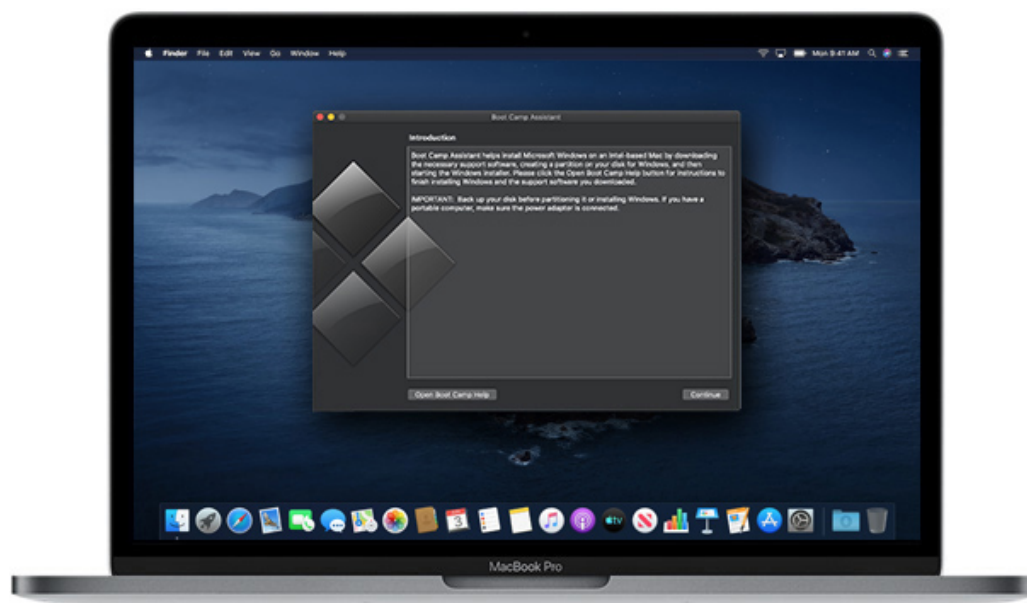 Finder File Edit View Go Window Help
Mon 9:41 AM
Boot Camp Assistant
Introduction
Boot Camp Assistant helps install Microsoft Windows on an Intel-based Mac by downloading
the necessary support software, creating a partition on your disk for Windows, and then
starting the Windows installer. Please click the Open Boot Camp Help button for instructions to
finish installing Windows and the support software you downloaded.
IMPORTANT: Back up your disk before partitioning it or installing Windows. If you have a
portable computer, make sure the power adapter is connected.
Open Boot Camp Help
Continue
3
tv
MacBook Pro